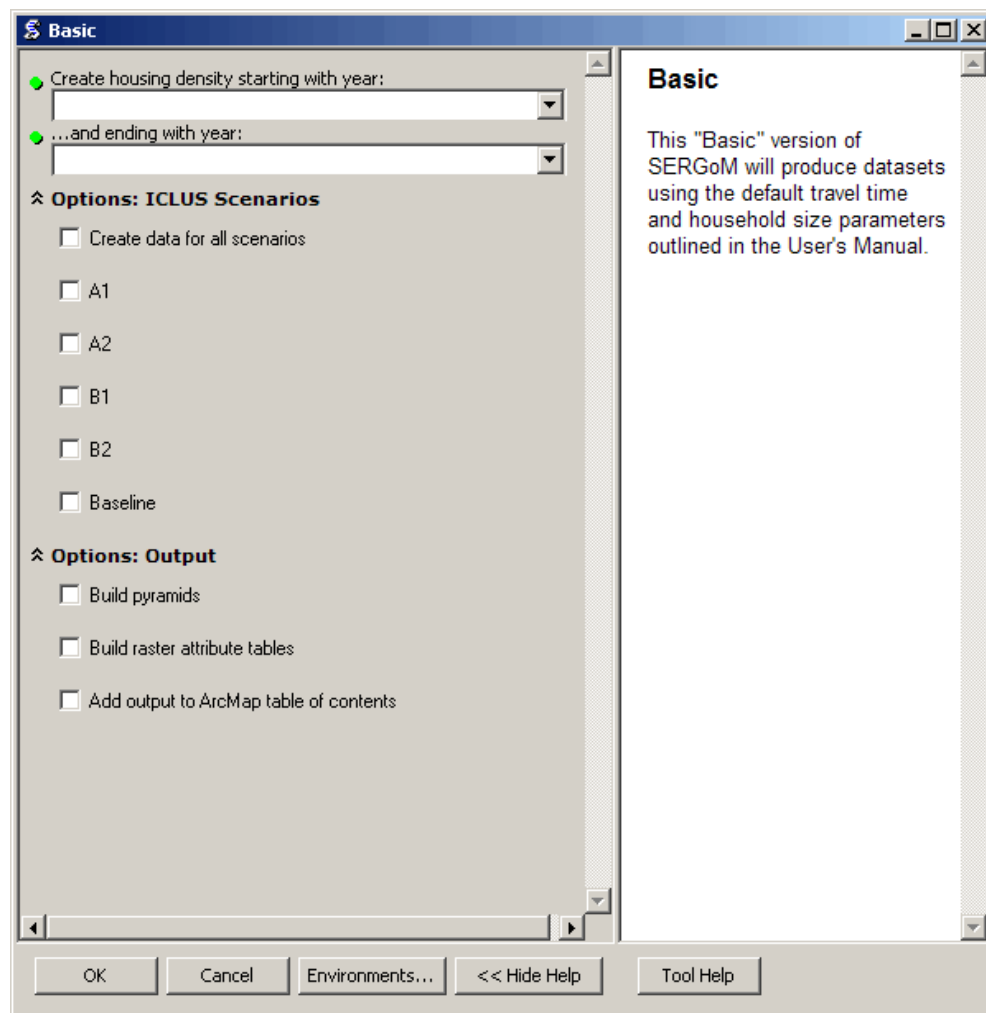 Basic
Create housing density starting with year:
...and ending with year:
Options: ICLUS Scenarios
Create data for all scenarios
A1
A2
B1
B2
Baseline
Options: Output
Build pyramids
Build raster attribute tables
Add output to ArcMap table of contents
Basic
This "Basic" version of
SERGoM will produce datasets
using the default travel time
and household size parameters
outlined in the User's Manual.
OK
Cancel
Environments...
<< Hide Help
Tool Help